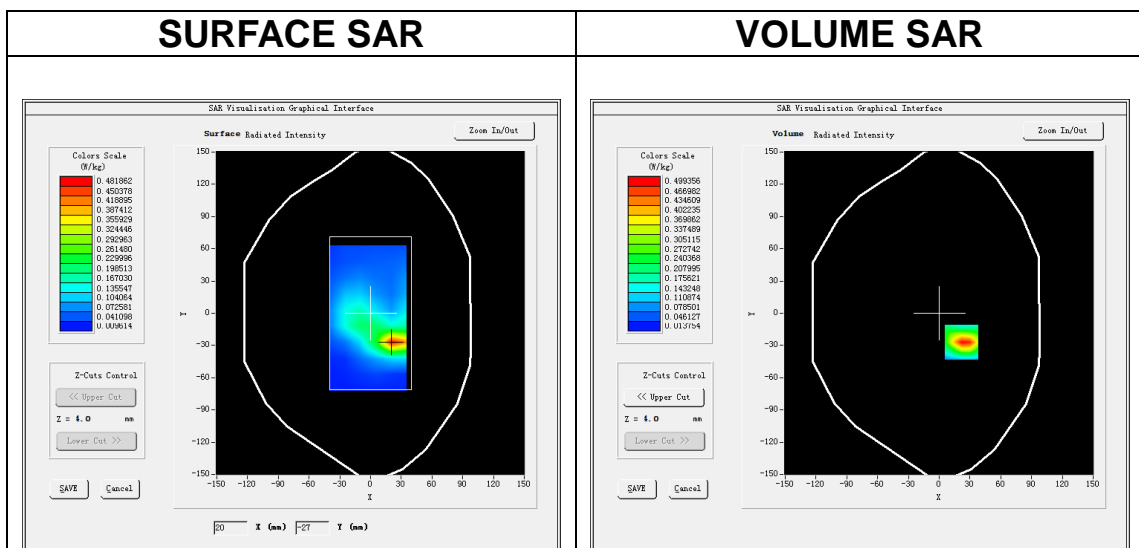 SURFACE SAR
VOLUME SAR
SAR Visualisation Graphical Interface
Surface Radiated Intensity
Zoom In/Out
Colors Scale
(W/kg)
0.481862
0.450378
0.418895
0.387412
0.355929
0.324446
0.292963
0.261480
0.229996
0.198513
0.167030
0.135547
0.104064
0.072581
0.041098
0.009614
Z-Cuts Control
<< Upper Cut
Z = 4.0 mm
Lower Cut >>
SAVE Cancel
150
120
90
60
30
0
-30
-60
-90
-120
-150
Y
-150 -120 -90 -60 -30 0 30 60 90 120 150
X
20 X (mm) -27 Y (mm)
SAR Visualisation Graphical Interface
Volume Radiated Intensity
Zoom In/Out
Colors Scale
(W/kg)
0.499356
0.466982
0.434609
0.402235
0.369862
0.337489
0.305115
0.272742
0.240368
0.207995
0.175621
0.143248
0.110874
0.078501
0.046127
0.013754
Z-Cuts Control
<< Upper Cut
Z = 4.0 mm
Lower Cut >>
SAVE Cancel
150
120
90
60
30
0
-30
-60
-90
-120
-150
Y
-150 -120 -90 -60 -30 0 30 60 90 120 150
X